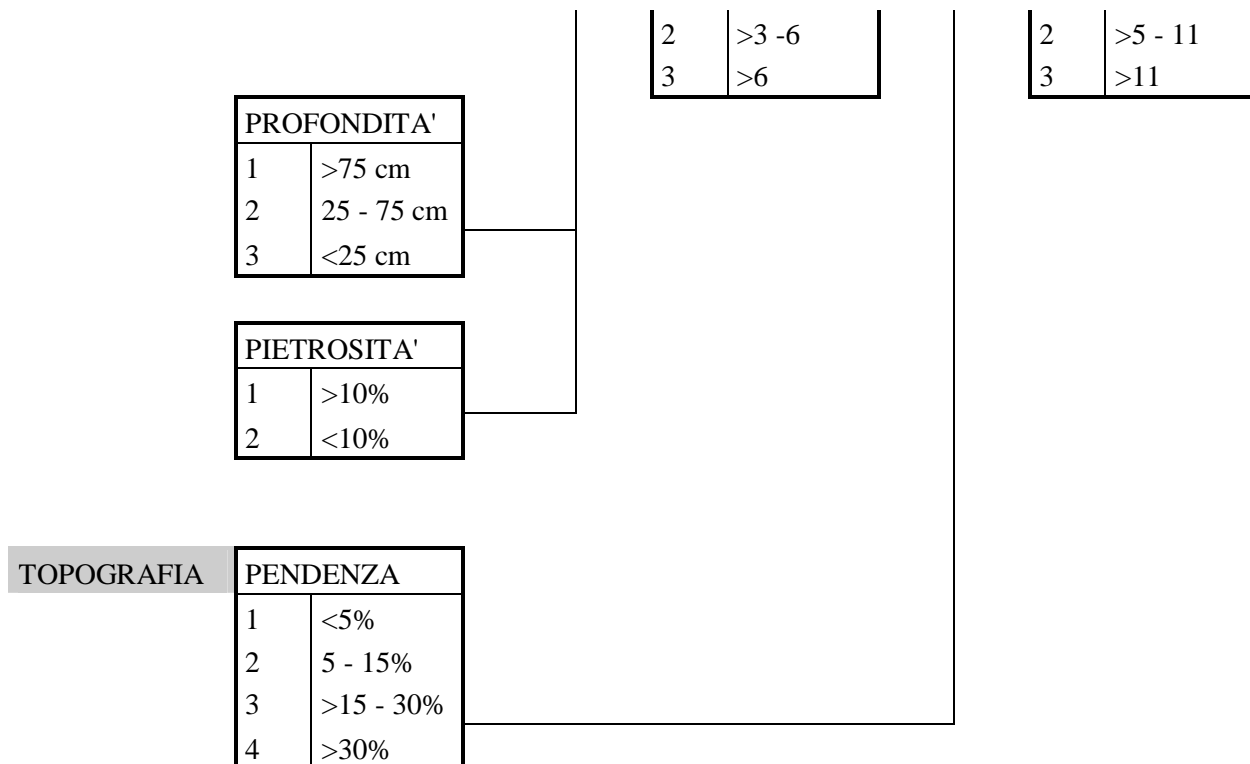 2 >3 -6 2 >5 - 11
3 >6 3 >11
PROFONDITA'
1 >75 cm
2 25 - 75 cm
3 <25 cm
PIETROSITA'
1 >10%
2 <10%
TOPOGRAFIA PENDENZA
1 <5%
2 5 - 15%
3 >15 - 30%
4 >30%